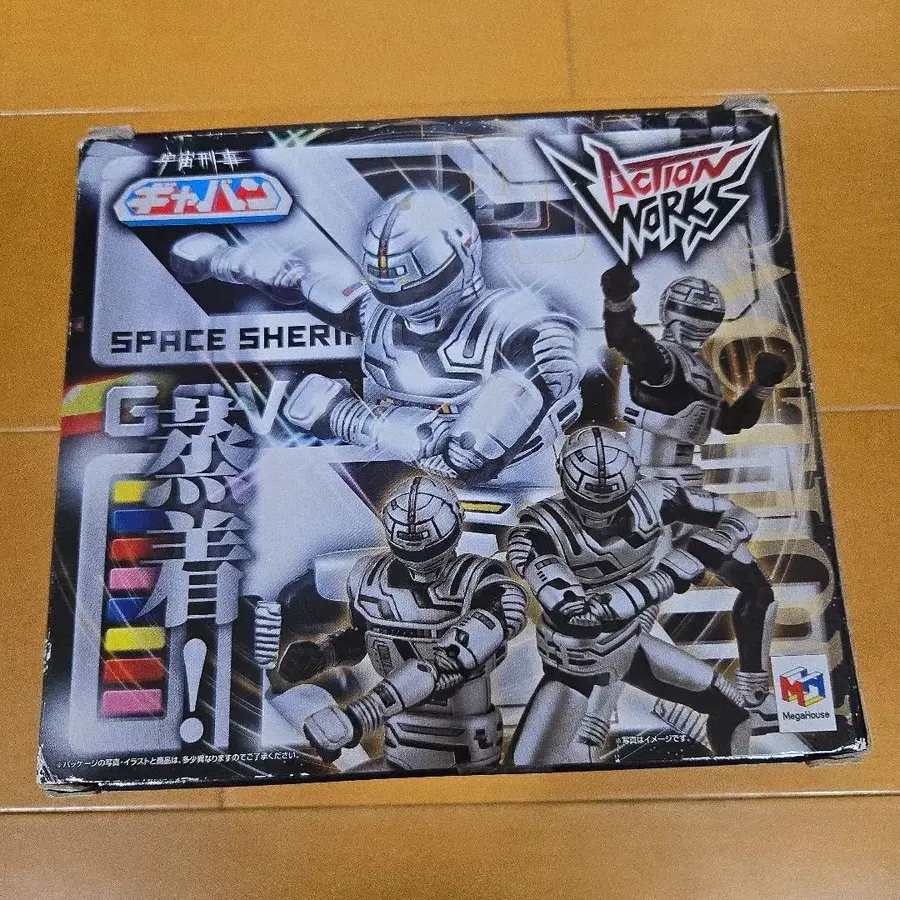 宇宙刑事
ギャバン
ACTION
WORKS
SPACE SHERI
G V
蒸着!
※写真はイメージです。
MegaHouse
※パッケージの写真・イラストと商品は、多少異なりますのでご了承ください。